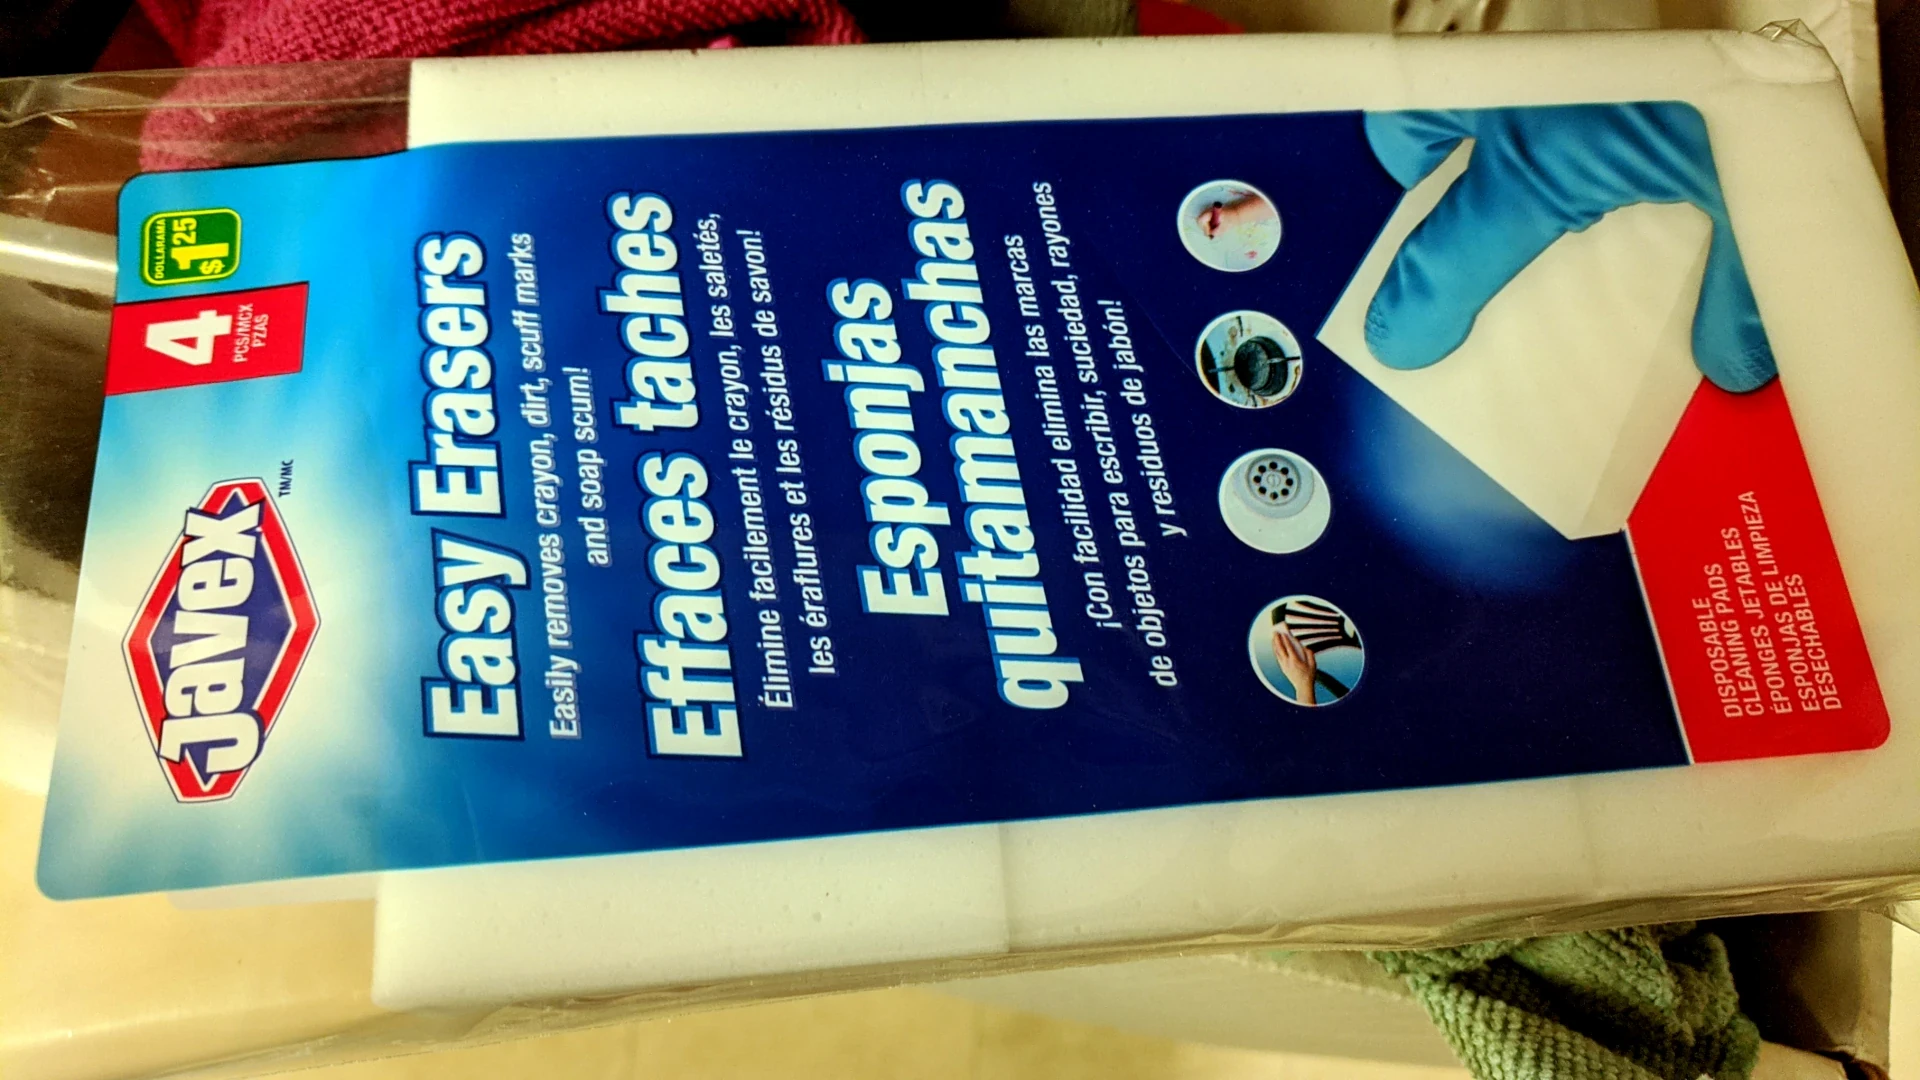 DOLLARAMA
$1 25
4
PCS/MCX
PZAS
Javex
TM/MC
Easy Erasers
Easily removes crayon, dirt, scuff marks
and soap scum!
Effaces taches
Élimine facilement le crayon, les saletés,
les éraflures et les résidus de savon!
Esponjas
quitamanchas
¡Con facilidad elimina las marcas
de objetos para escribir, suciedad, rayones
y residuos de jabón!
DISPOSABLE
CLEANING PADS
ÉPONGES JETABLES
ESPONJAS DE LIMPIEZA
DESECHABLES